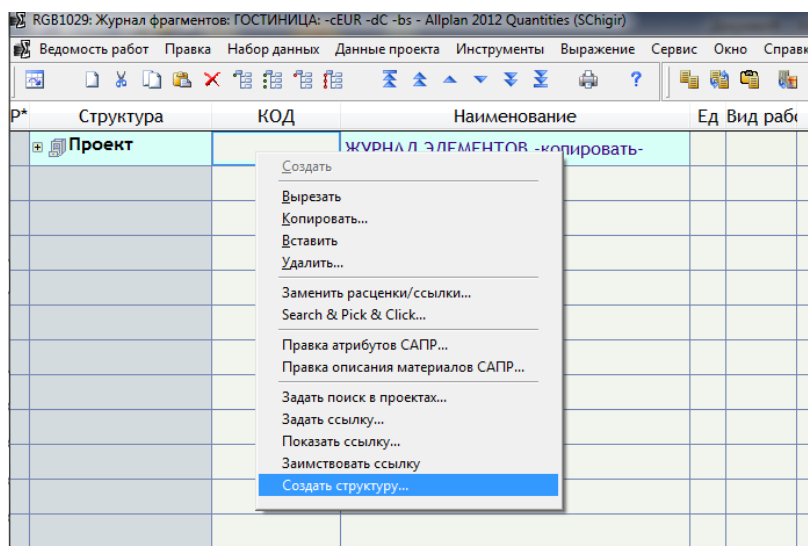 RGB1029: Журнал фрагментов: ГОСТИНИЦА: -cEUR -dC -bs - Allplan 2012 Quantities (SChigir)
Ведомость работ Правка Набор данных Данные проекта Инструменты Выражение Сервис Окно Справк
?
Р* Структура КОД Наименование Ед Вид рабо
Проект ЖУРНАЛ ЭЛЕМЕНТОВ -копировать-
Создать
Вырезать
Копировать...
Вставить
Удалить...
Заменить расценки/ссылки...
Search & Pick & Click...
Правка атрибутов САПР...
Правка описания материалов САПР...
Задать поиск в проектах...
Задать ссылку...
Показать ссылку...
Заимствовать ссылку
Создать структуру...